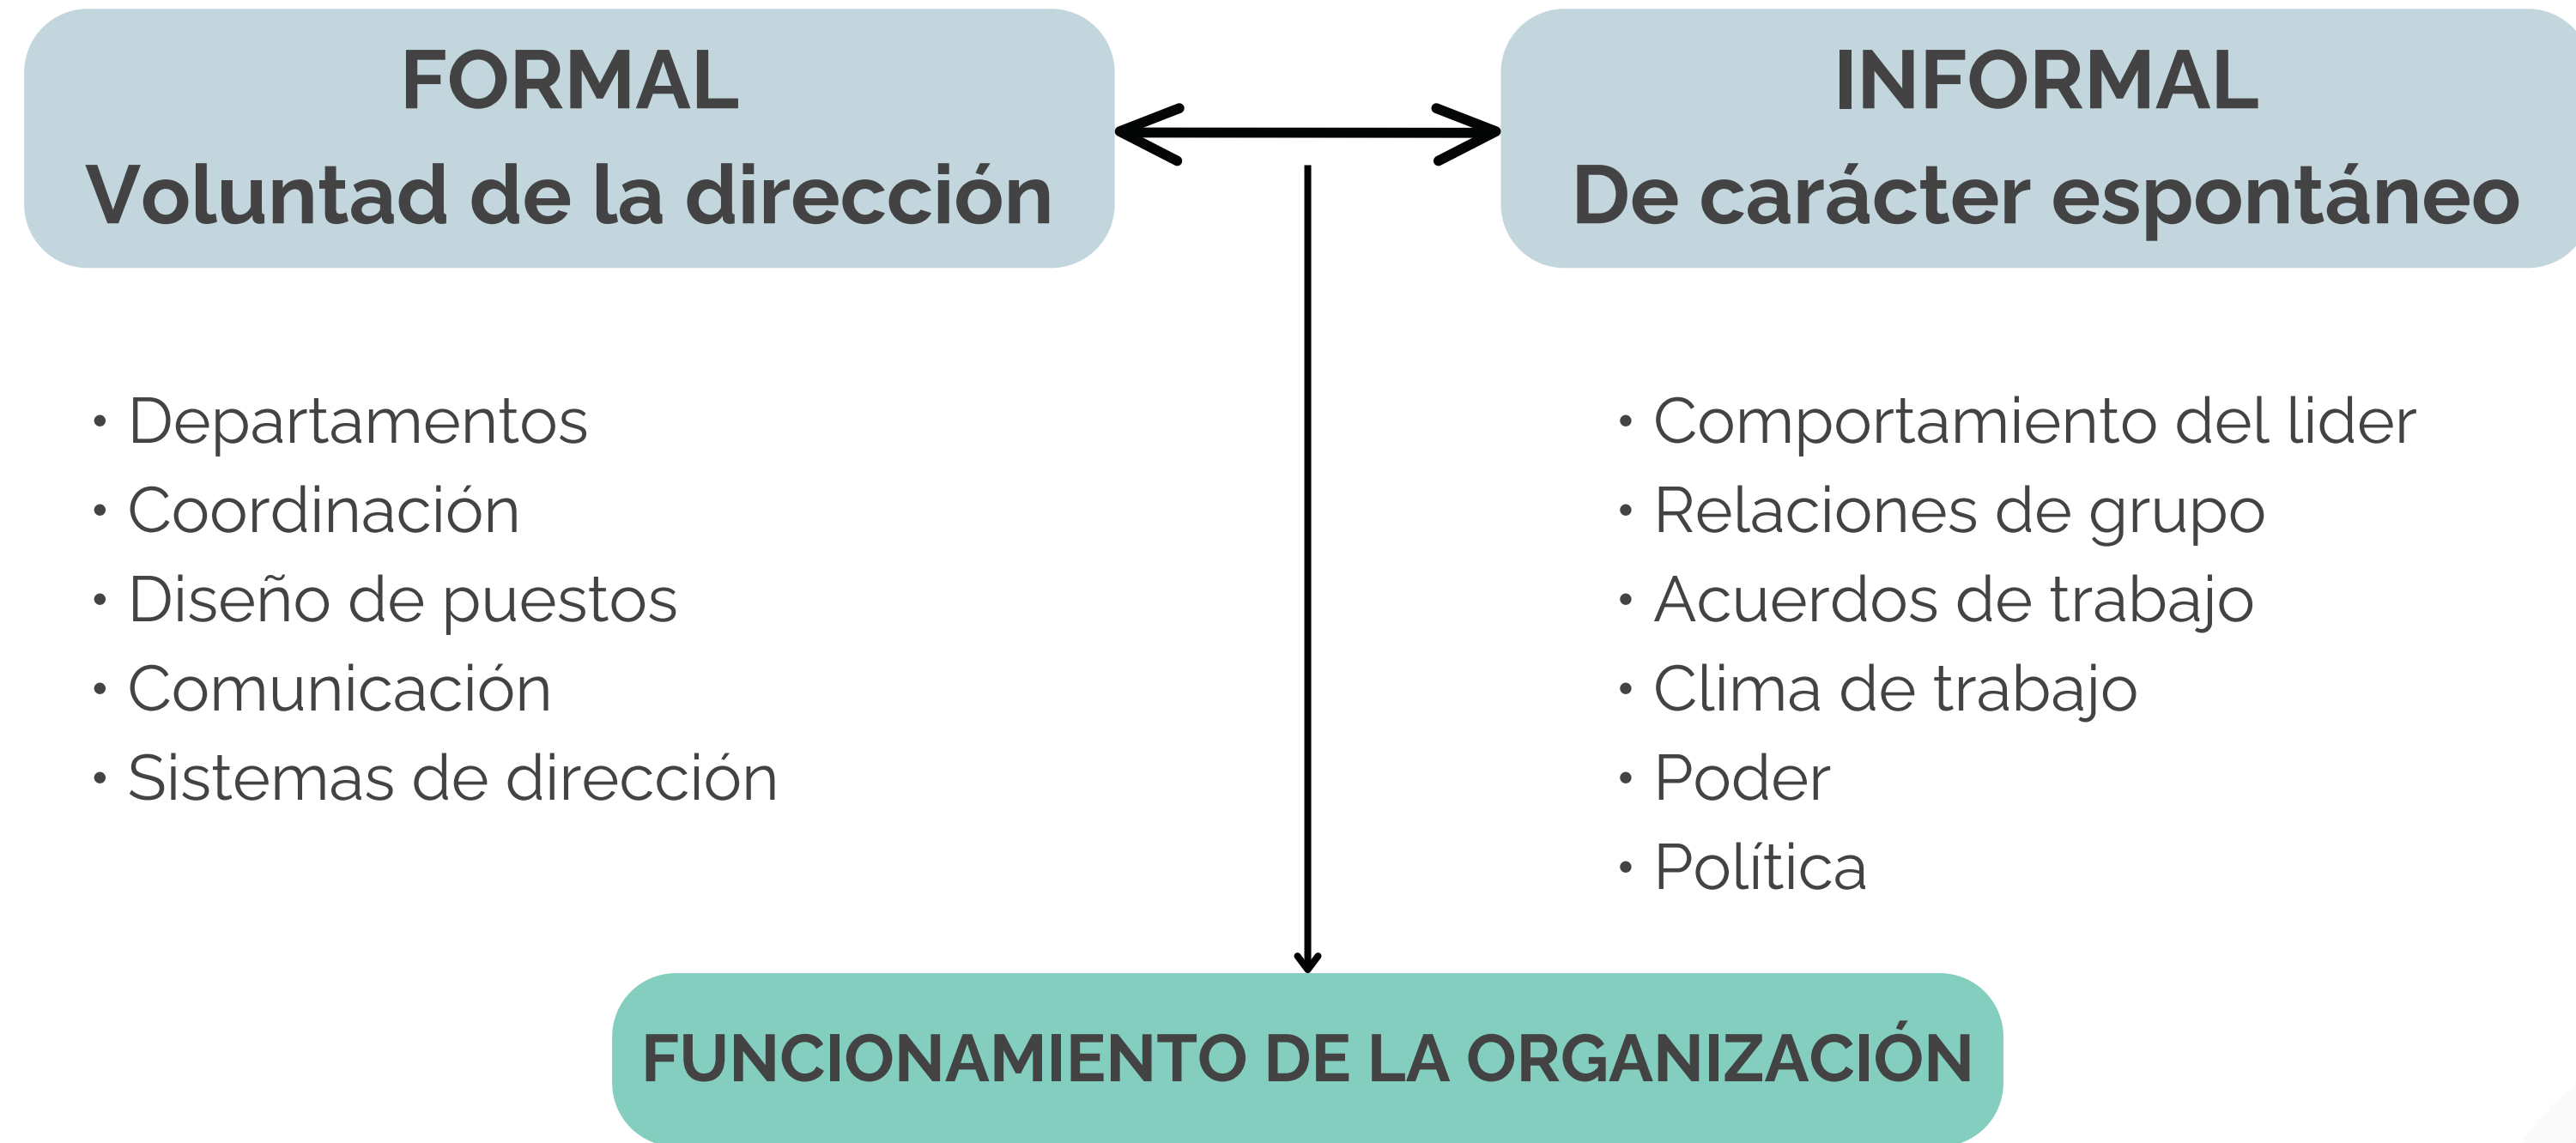 FORMAL
Voluntad de la dirección
INFORMAL
De carácter espontáneo
• Departamentos
• Coordinación
• Diseño de puestos
• Comunicación
• Sistemas de dirección
• Comportamiento del lider
• Relaciones de grupo
• Acuerdos de trabajo
• Clima de trabajo
• Poder
• Política
FUNCIONAMIENTO DE LA ORGANIZACIÓN